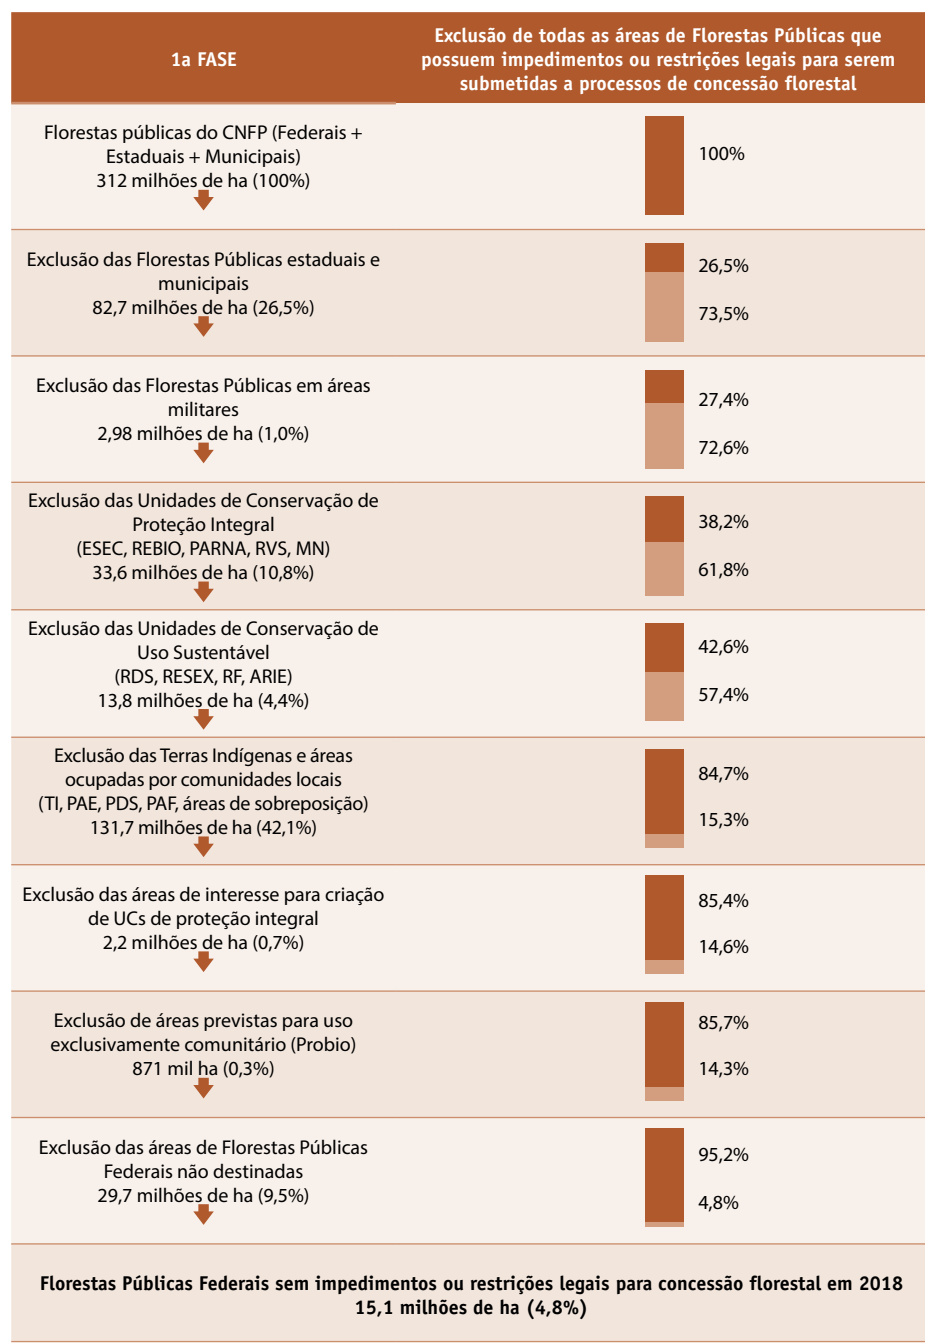 1a FASE
Exclusão de todas as áreas de Florestas Públicas que
possuem impedimentos ou restrições legais para serem
submetidas a processos de concessão florestal
Florestas públicas do CNFP (Federais +
Estaduais + Municipais)
312 milhões de ha (100%)
100%
Exclusão das Florestas Públicas estaduais e
municipais
82,7 milhões de ha (26,5%)
26,5%
73,5%
Exclusão das Florestas Públicas em áreas
militares
2,98 milhões de ha (1,0%)
27,4%
72,6%
Exclusão das Unidades de Conservação de
Proteção Integral
(ESEC, REBIO, PARNA, RVS, MN)
33,6 milhões de ha (10,8%)
38,2%
61,8%
Exclusão das Unidades de Conservação de
Uso Sustentável
(RDS, RESEX, RF, ARIE)
13,8 milhões de ha (4,4%)
42,6%
57,4%
Exclusão das Terras Indígenas e áreas
ocupadas por comunidades locais
(TI, PAE, PDS, PAF, áreas de sobreposição)
131,7 milhões de ha (42,1%)
84,7%
15,3%
Exclusão das áreas de interesse para criação
de UCs de proteção integral
2,2 milhões de ha (0,7%)
85,4%
14,6%
Exclusão de áreas previstas para uso
exclusivamente comunitário (Probio)
871 mil ha (0,3%)
85,7%
14,3%
Exclusão das áreas de Florestas Públicas
Federais não destinadas
29,7 milhões de ha (9,5%)
95,2%
4,8%
Florestas Públicas Federais sem impedimentos ou restrições legais para concessão florestal em 2018
15,1 milhões de ha (4,8%)